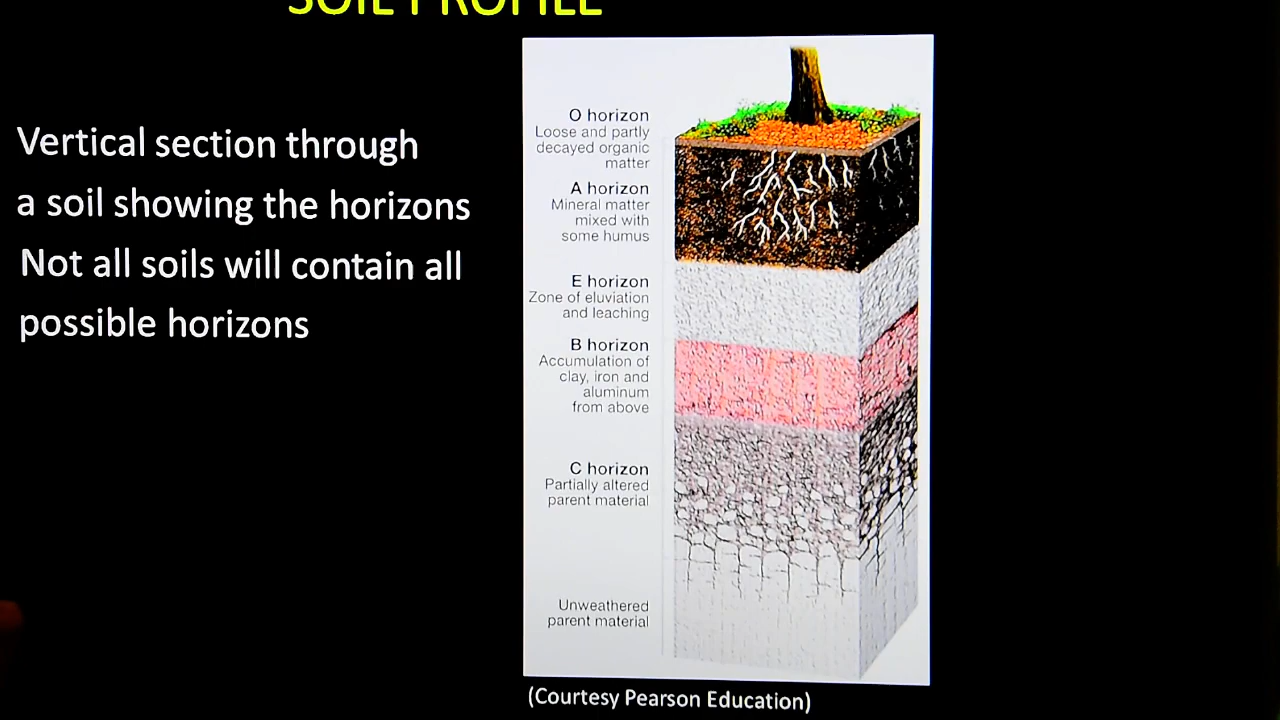 SOIL PROFILE
Vertical section through
a soil showing the horizons
Not all soils will contain all
possible horizons
O horizon
Loose and partly
decayed organic
matter
A horizon
Mineral matter
mixed with
some humus
E horizon
Zone of eluviation
and leaching
B horizon
Accumulation of
clay, iron and
aluminum
from above
C horizon
Partially altered
parent material
Unweathered
parent material
(Courtesy Pearson Education)